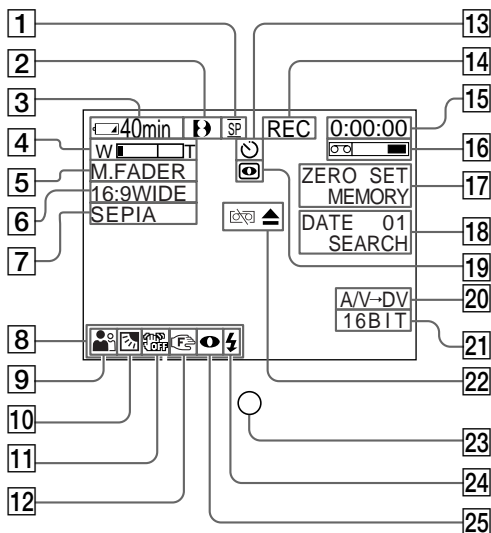 1
2
3
4
5
6
7
8
9
10
11
12
40min SP REC 0:00:00
W T
M.FADER
16:9WIDE
SEPIA
ZERO SET
MEMORY
DATE 01
SEARCH
A/V→DV
16BIT
OFF
F
13
14
15
16
17
18
19
20
21
22
23
24
25